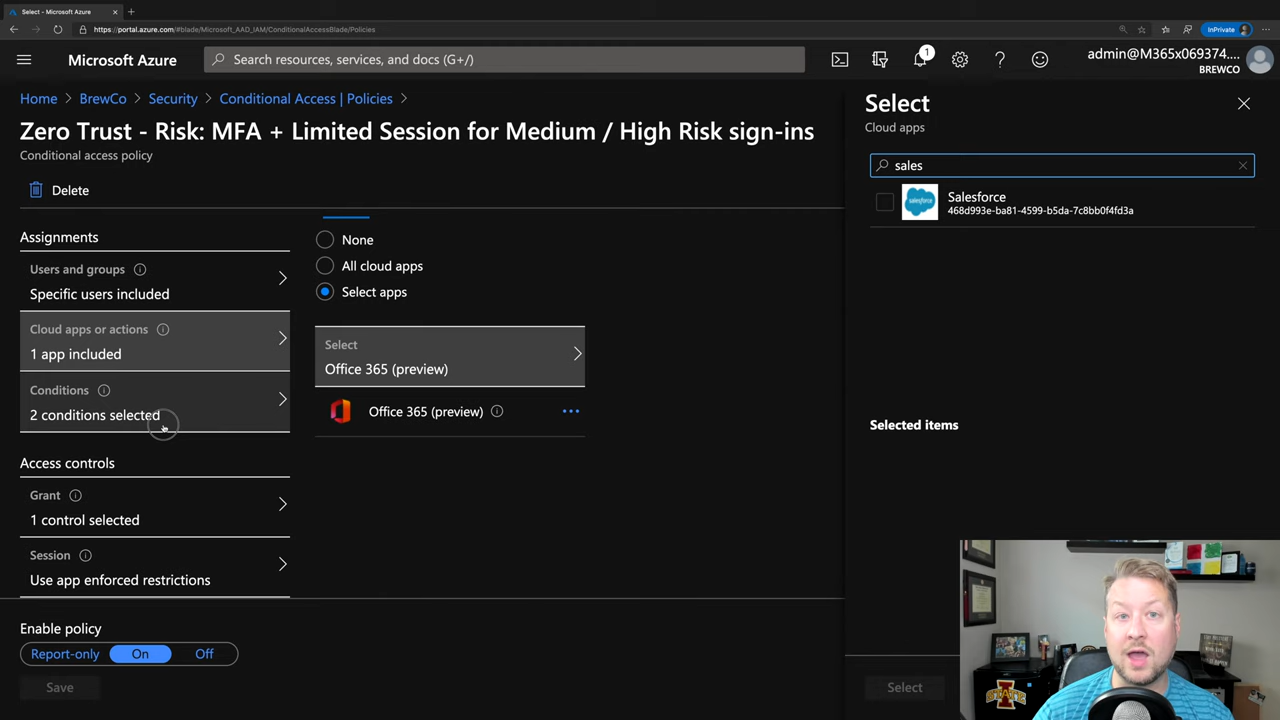 Select - Microsoft Azure
https://portal.azure.com/#blade/Microsoft_AAD_IAM/ConditionalAccessBlade/Policies
InPrivate
Microsoft Azure
Search resources, services, and docs (G+/)
1
admin@M365x069374....
BREWCO
Home
BrewCo
Security
Conditional Access | Policies
Zero Trust - Risk: MFA + Limited Session for Medium / High Risk sign-ins
Conditional access policy
Delete
Assignments
Users and groups
Specific users included
Cloud apps or actions
1 app included
Conditions
2 conditions selected
Access controls
Grant
1 control selected
Session
Use app enforced restrictions
Enable policy
Report-only
On
Off
Save
None
All cloud apps
Select apps
Select
Office 365 (preview)
Office 365 (preview)
Select
Cloud apps
sales
salesforce
Salesforce
468d993e-ba81-4599-b5da-7c8bb0f4fd3a
Selected items
Select
STATE